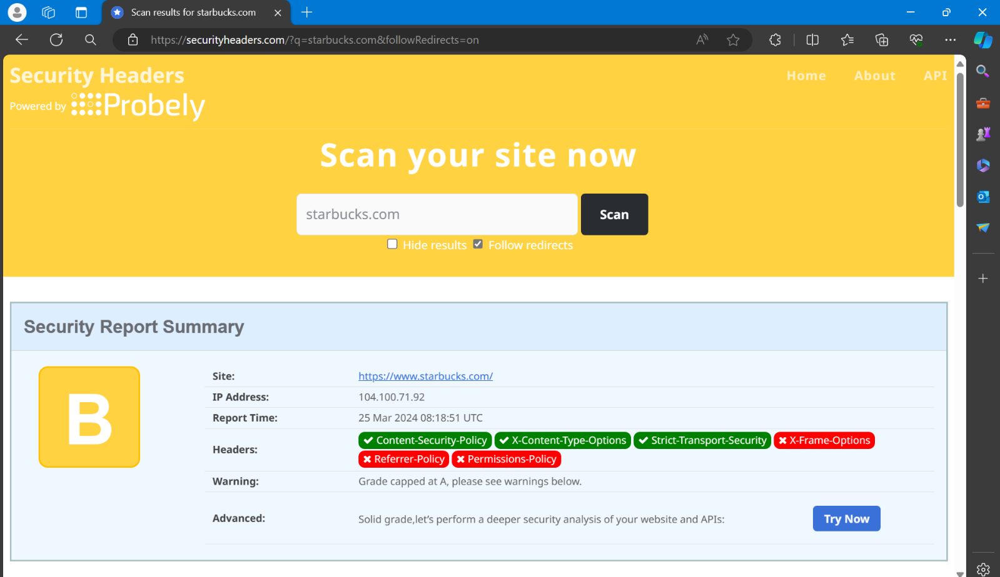 Scan results for starbucks.com
https://securityheaders.com/?q=starbucks.com&followRedirects=on
Security Headers
Home About API
Powered by Probely
Scan your site now
starbucks.com Scan
Hide results Follow redirects
Security Report Summary
B
Site: https://www.starbucks.com/
IP Address: 104.100.71.92
Report Time: 25 Mar 2024 08:18:51 UTC
Headers: Content-Security-Policy X-Content-Type-Options Strict-Transport-Security X-Frame-Options
Referrer-Policy Permissions-Policy
Warning: Grade capped at A, please see warnings below.
Advanced: Solid grade,let’s perform a deeper security analysis of your website and APIs: Try Now